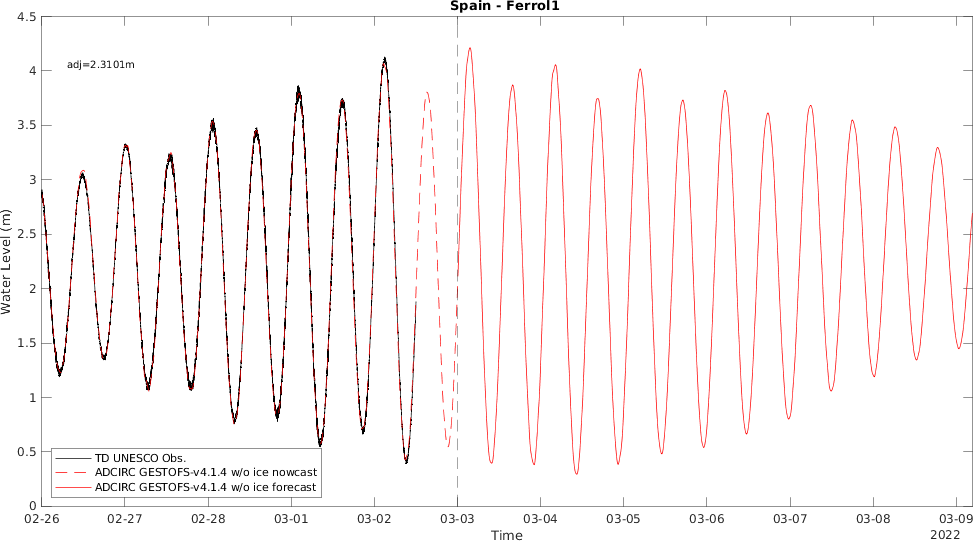 Spain - Ferrol1
4.5
4
3.5
3
2.5
2
1.5
1
0.5
0
Water Level (m)
adj=2.3101m
TD UNESCO Obs.
ADCIRC GESTOFS-v4.1.4 w/o ice nowcast
ADCIRC GESTOFS-v4.1.4 w/o ice forecast
02-26 02-27 02-28 03-01 03-02 03-03 03-04 03-05 03-06 03-07 03-08 03-09
2022
Time